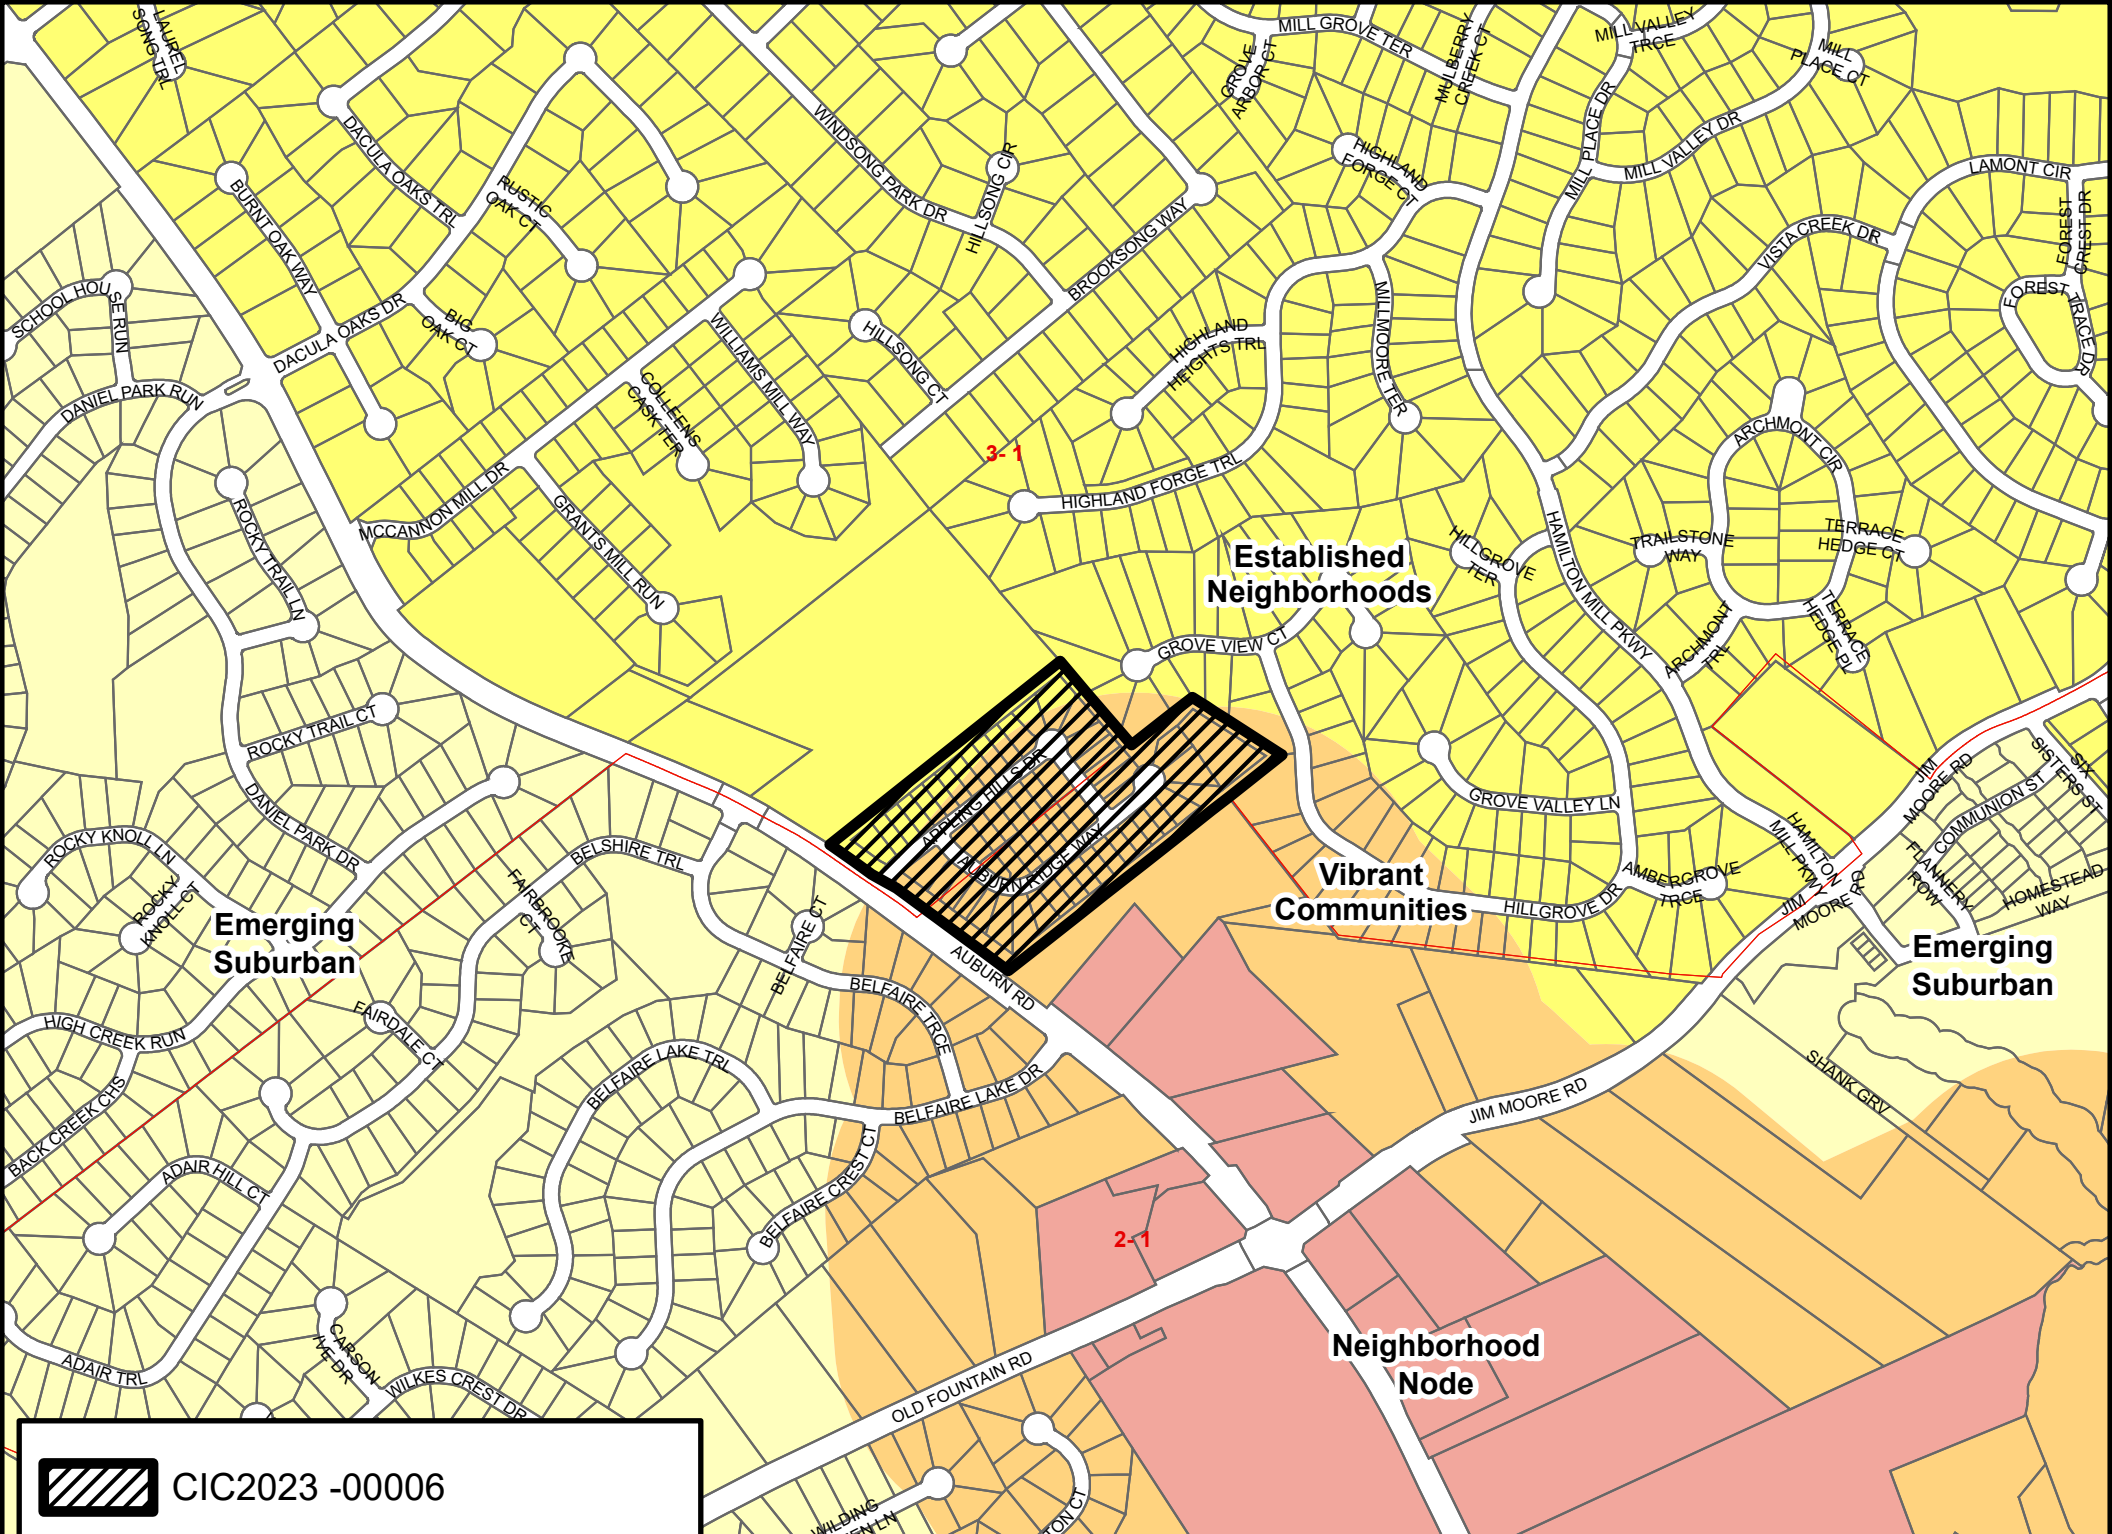 LAUREL
SONG TRL
MILL GROVE TER
GROVE
ARBOR CT
MULBERRY
CREEK CT
MILL VALLEY
TRCE
MILL
PLACE CT
DACULA OAKS TRL
WINDSONG PARK DR
HILLSONG CIR
HIGHLAND
FORGE CT
MILL PLACE DR
MILL VALLEY DR
LAMONT CIR
BURNT OAK WAY
RUSTIC
OAK CT
BROOKSONG WAY
VISTA CREEK DR
FOREST
CREST DR
SCHOOLHOUSE RUN
DACULA OAKS DR
BIG
OAK CT
WILLIAMS MILL WAY
HILLSONG CT
HIGHLAND
HEIGHTS TRL
MILLMOORE TER
FOREST TRACE DR
DANIEL PARK RUN
COLLEENS
CASK TER
3- 1
ARCHMONT CIR
MCCANNON MILL DR
GRANTS MILL RUN
HIGHLAND FORGE TRL
ROCKY TRAIL LN
Established
Neighborhoods
HILLGROVE
TER
HAMILTON MILL PKWY
TRAILSTONE
WAY
TERRACE
HEDGE CT
GROVE VIEW CT
ARCHMONT
TRL
TERRACE
HEDGE PL
ROCKY TRAIL CT
DANIEL PARK DR
APPLING HILLS DR
AUBURN RIDGE WAY
GROVE VALLEY LN
JIM
MOORE RD
SIX
SISTERS ST
COMMUNION ST
ROCKY KNOLL LN
ROCKY
KNOLL CT
BELSHIRE TRL
FAIRBROOKE
CT
BELFAIRE CT
Vibrant
Communities
HILLGROVE DR
AMBERGROVE
TRCE
HAMILTON
MILL PKWY
JIM
MOORE RD
FLANNERY
ROW
HOMESTEAD
WAY
Emerging
Suburban
Emerging
Suburban
AUBURN RD
BELFAIRE TRCE
HIGH CREEK RUN
FAIRDALE CT
BELFAIRE LAKE TRL
BELFAIRE LAKE DR
JIM MOORE RD
SHANK GRV
BACK CREEK CHS
ADAIR HILL CT
BELFAIRE CREST CT
2- 1
CARSON
IVE DR
ADAIR TRL
WILKES CREST DR
OLD FOUNTAIN RD
Neighborhood
Node
CIC2023 -00006
WILDING
EN LN
TON CT